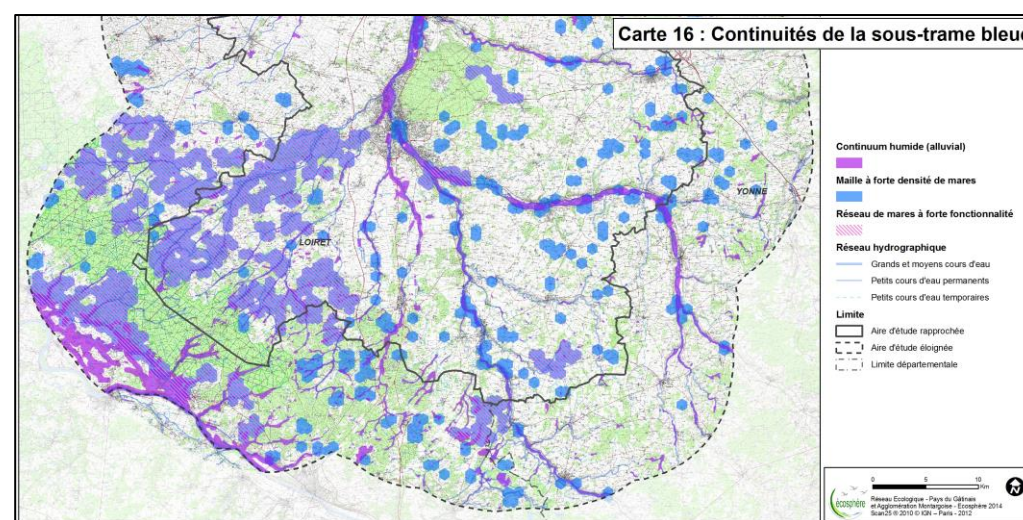 Carte 16 : Continuités de la sous-trame bleue
Continuum humide (alluvial)
Maille à forte densité de mares
Réseau de mares à forte fonctionnalité
Réseau hydrographique
Grands et moyens cours d'eau
Petits cours d'eau permanents
Petits cours d'eau temporaires
Limite
Aire d'étude rapprochée
Aire d'étude éloignée
Limite départementale
YONNE
LOIRET
0 5 10
Km
N
écosphère
Réseau Ecologique - Pays du Gâtinais
et Agglomération Montargoise - Ecosphère 2014
Scan25 ® 2010 © IGN – Paris - 2012